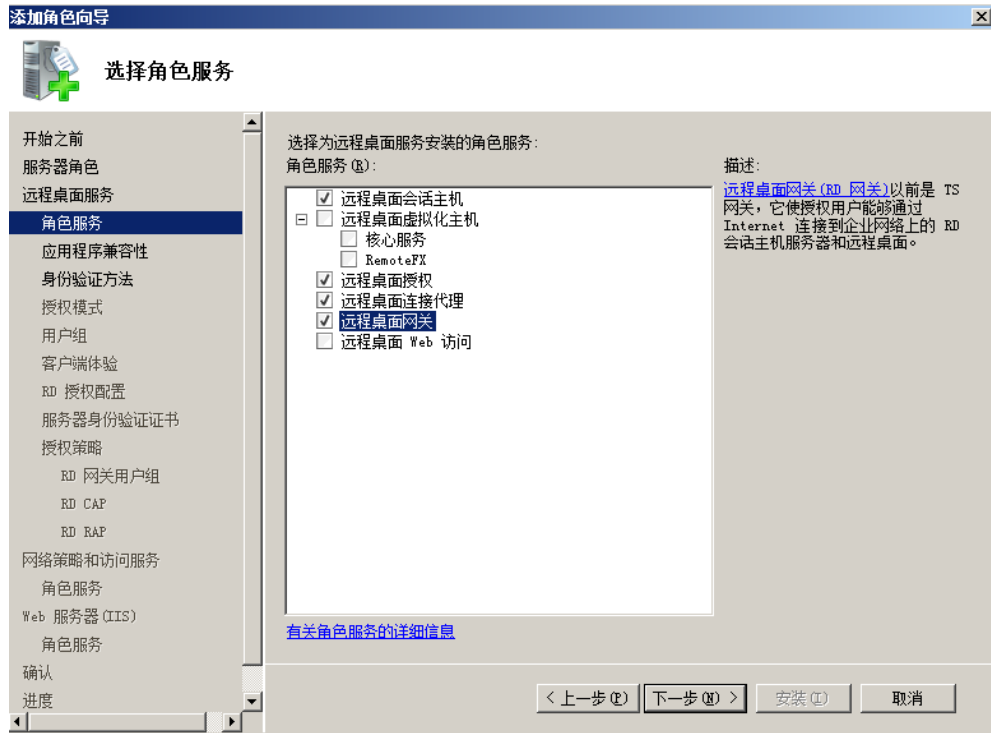 添加角色向导
选择角色服务
开始之前
服务器角色
远程桌面服务
角色服务
应用程序兼容性
身份验证方法
授权模式
用户组
客户端体验
RD 授权配置
服务器身份验证证书
授权策略
RD 网关用户组
RD CAP
RD RAP
网络策略和访问服务
角色服务
Web 服务器(IIS)
角色服务
确认
进度
选择为远程桌面服务安装的角色服务:
角色服务(R):
远程桌面会话主机
远程桌面虚拟化主机
核心服务
RemoteFX
远程桌面授权
远程桌面连接代理
远程桌面网关
远程桌面 Web 访问
有关角色服务的详细信息
描述:
远程桌面网关(RD 网关)以前是 TS
网关，它使授权用户能够通过
Internet 连接到企业网络上的 RD
会话主机服务器和远程桌面。
< 上一步(P)
下一步(N) >
安装(I)
取消